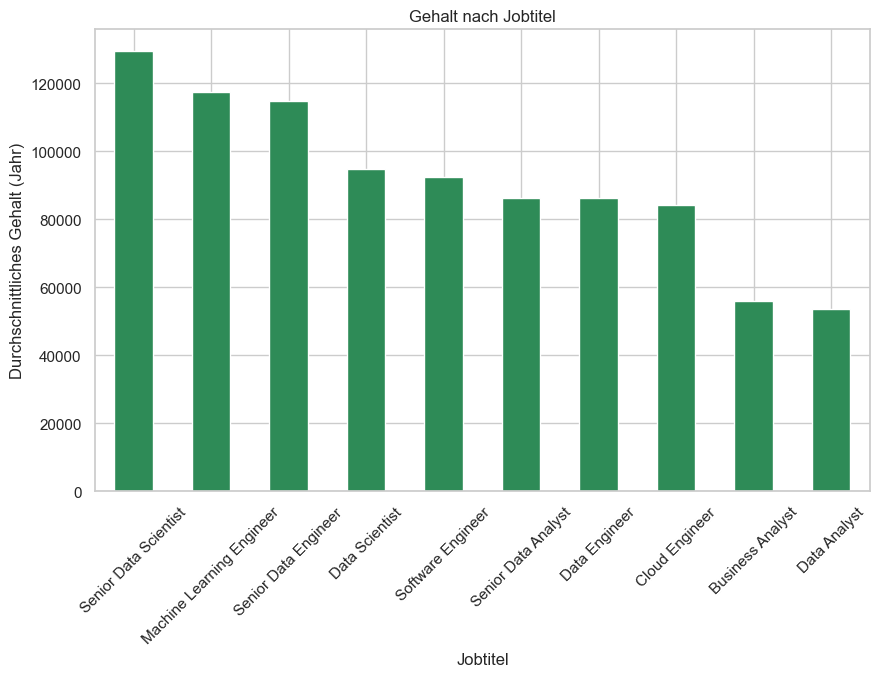 Gehalt nach Jobtitel
Durchschnittliches Gehalt (Jahr)
120000
100000
80000
60000
40000
20000
0
Senior Data Scientist
Machine Learning Engineer
Senior Data Engineer
Data Scientist
Software Engineer
Senior Data Analyst
Data Engineer
Cloud Engineer
Business Analyst
Data Analyst
Jobtitel